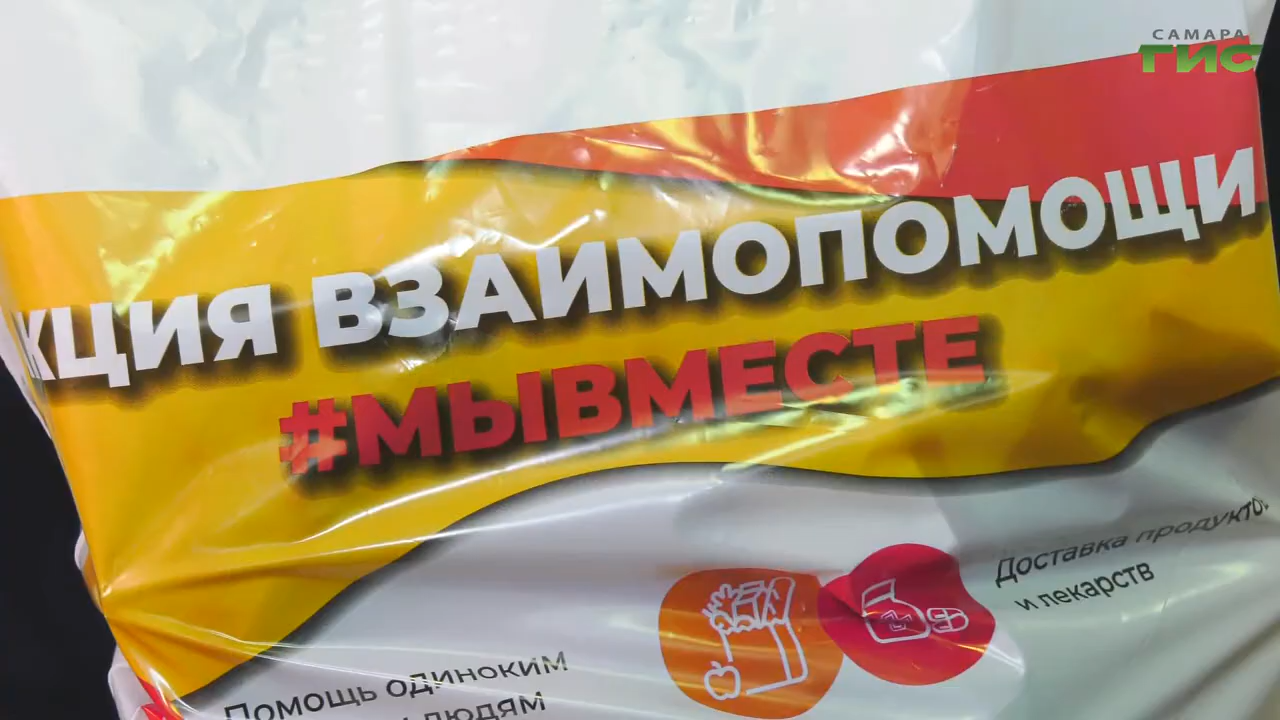 САМАРА
ГИС
КЦИЯ ВЗАИМОПОМОЩИ
#МЫВМЕСТЕ
Доставка продукто
и лекарств
Помощь одиноким
людям